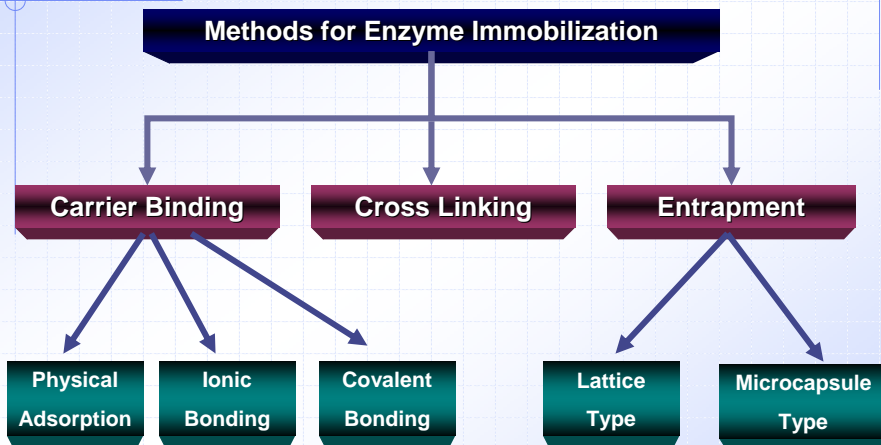 Methods for Enzyme Immobilization
Carrier Binding
Cross Linking
Entrapment
Physical
Adsorption
Ionic
Bonding
Covalent
Bonding
Lattice
Type
Microcapsule
Type